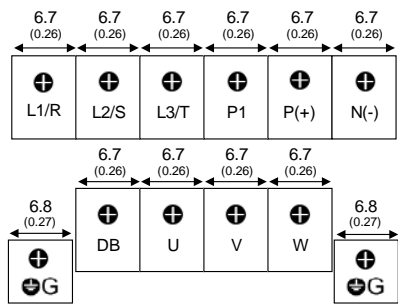 6.7 6.7 6.7 6.7 6.7 6.7
(0.26) (0.26) (0.26) (0.26) (0.26) (0.26)
L1/R L2/S L3/T P1 P(+) N(-)
6.7 6.7 6.7 6.7
(0.26) (0.26) (0.26) (0.26)
6.8 6.8
(0.27) (0.27)
DB U V W
G G